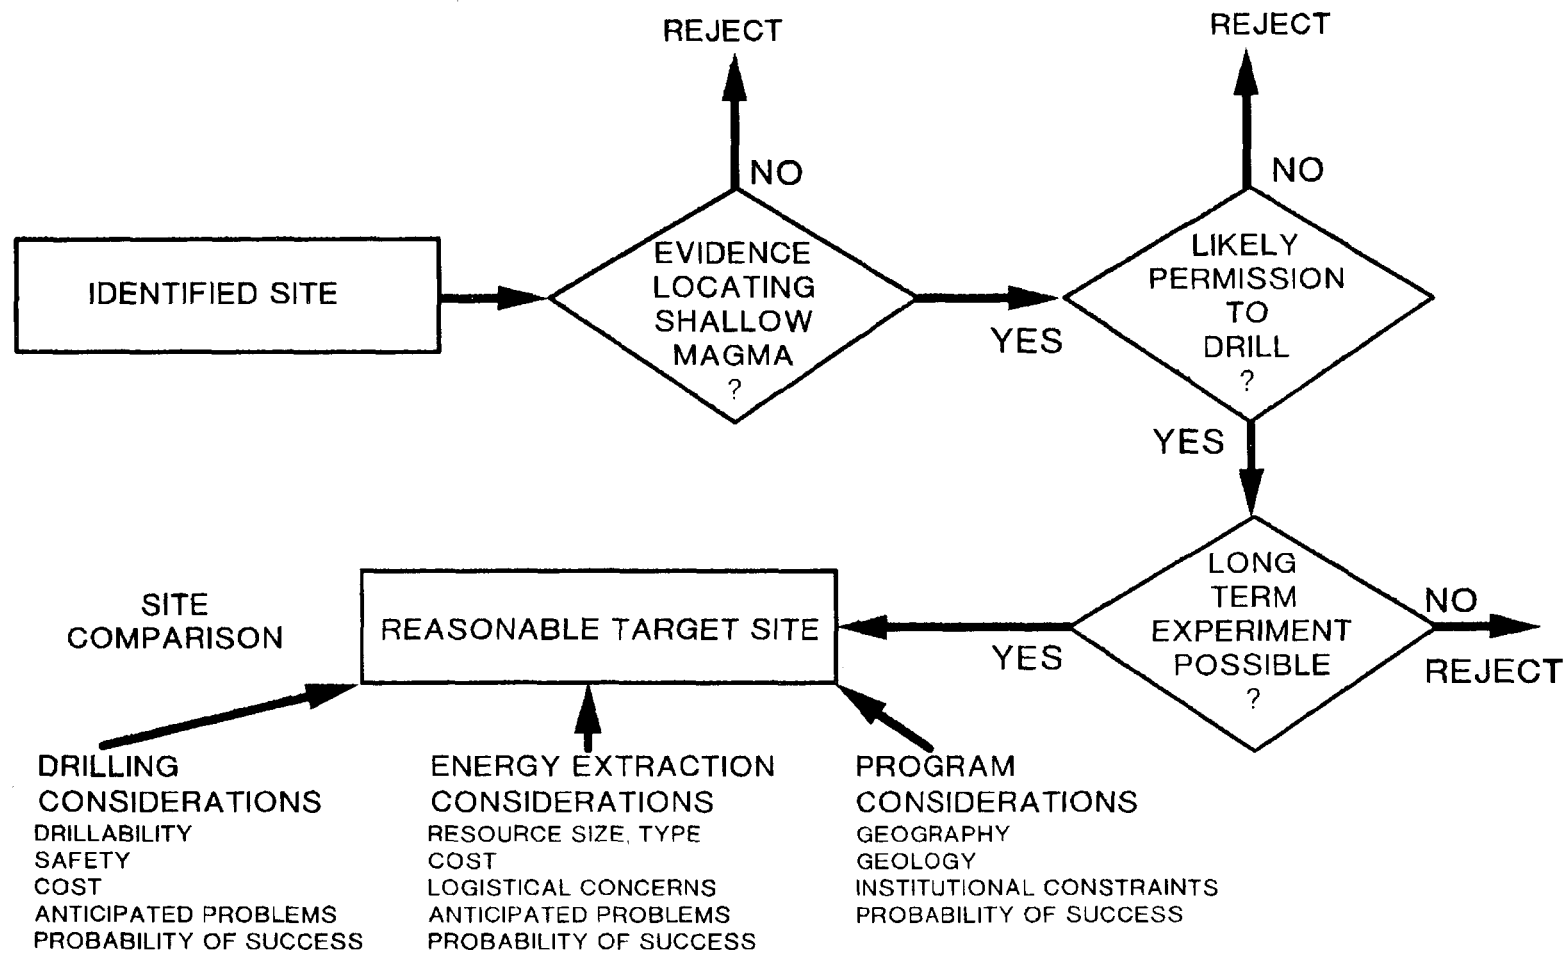 REJECT
REJECT
NO
NO
IDENTIFIED SITE
EVIDENCE
LOCATING
SHALLOW
MAGMA
?
YES
LIKELY
PERMISSION
TO
DRILL
?
YES
LONG
TERM
EXPERIMENT
POSSIBLE
?
NO
REJECT
YES
REASONABLE TARGET SITE
SITE
COMPARISON
DRILLING
CONSIDERATIONS
DRILLABILITY
SAFETY
COST
ANTICIPATED PROBLEMS
PROBABILITY OF SUCCESS
ENERGY EXTRACTION
CONSIDERATIONS
RESOURCE SIZE, TYPE
COST
LOGISTICAL CONCERNS
ANTICIPATED PROBLEMS
PROBABILITY OF SUCCESS
PROGRAM
CONSIDERATIONS
GEOGRAPHY
GEOLOGY
INSTITUTIONAL CONSTRAINTS
PROBABILITY OF SUCCESS